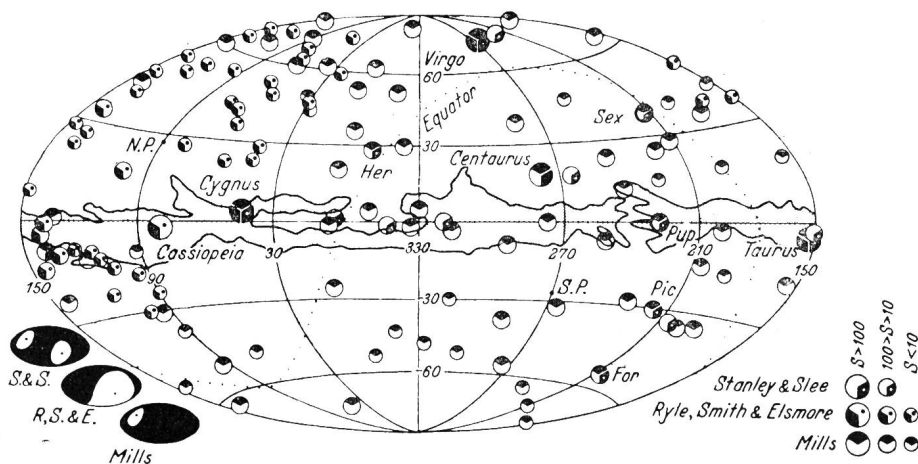 Virgo
60
Equator
Sex
N.P.
30
Her
Centaurus
Cygnus
Cassiopeia
30
330
270
Pup
210
Taurus
150
150
90
S.P.
-30
Pic
-60
For
S.&S.
R,S.&E.
Mills
S>100
100>S>10
S<10
Stanley & Slee
Ryle, Smith & Elsmore
Mills